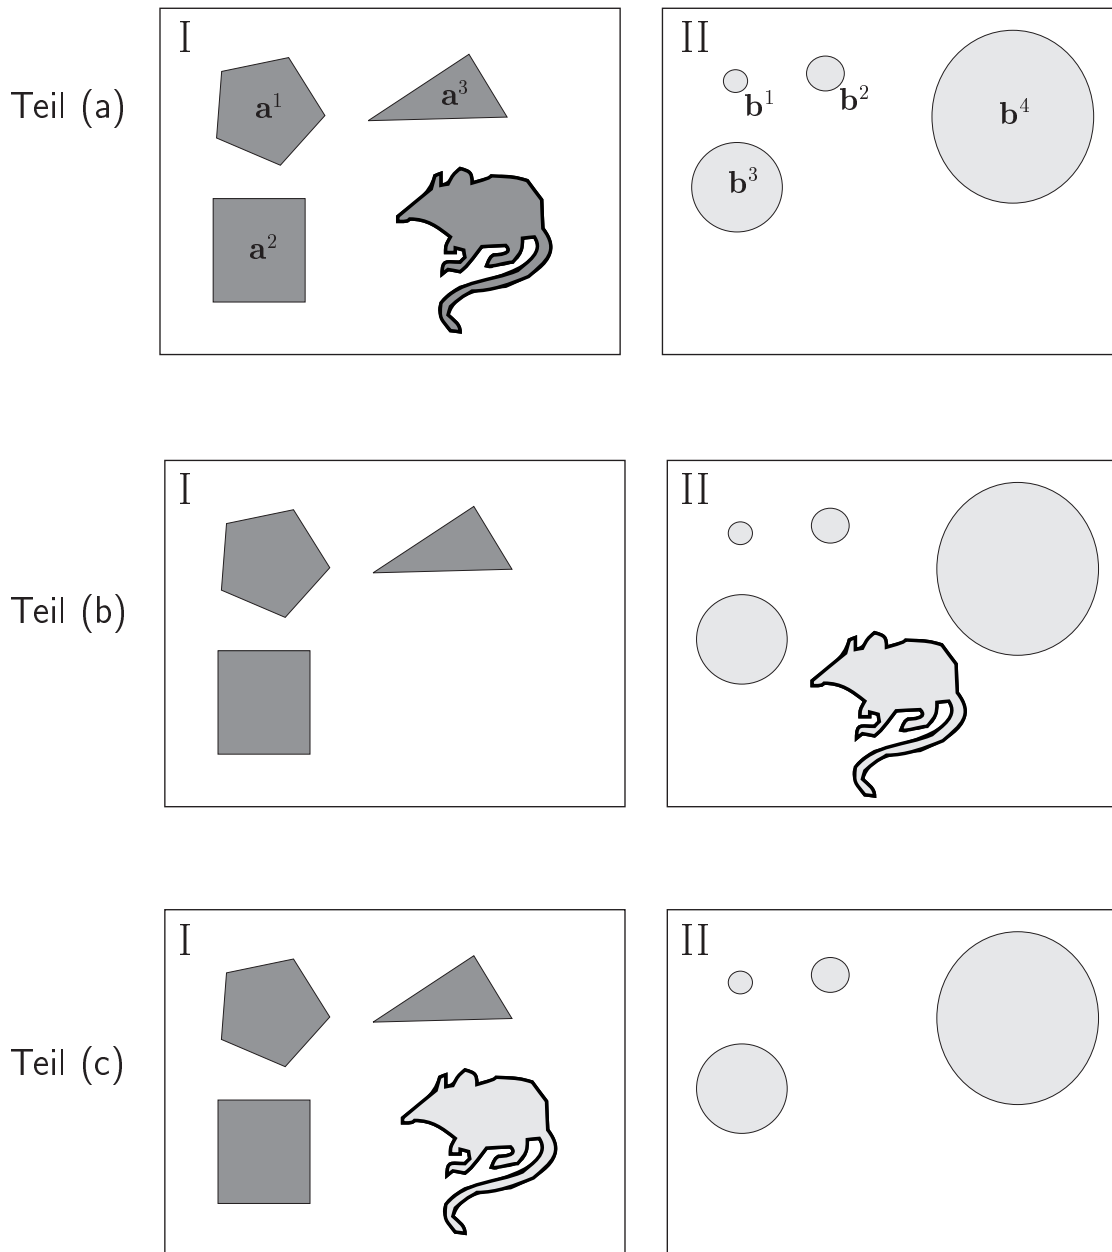 I
II
Teil (a)
a¹
a³
b¹
b²
b⁴
b³
a²
I
II
Teil (b)
I
II
Teil (c)